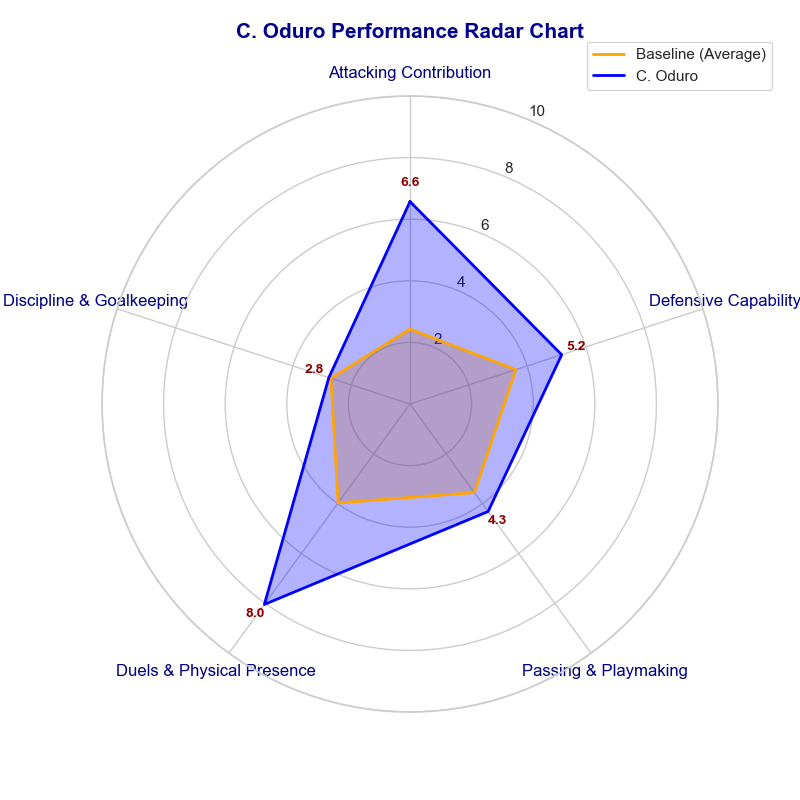 C. Oduro Performance Radar Chart
Baseline (Average)
C. Oduro
Attacking Contribution
10
8
6.6
6
4
Discipline & Goalkeeping
Defensive Capability
2
5.2
2.8
4.3
8.0
Duels & Physical Presence
Passing & Playmaking